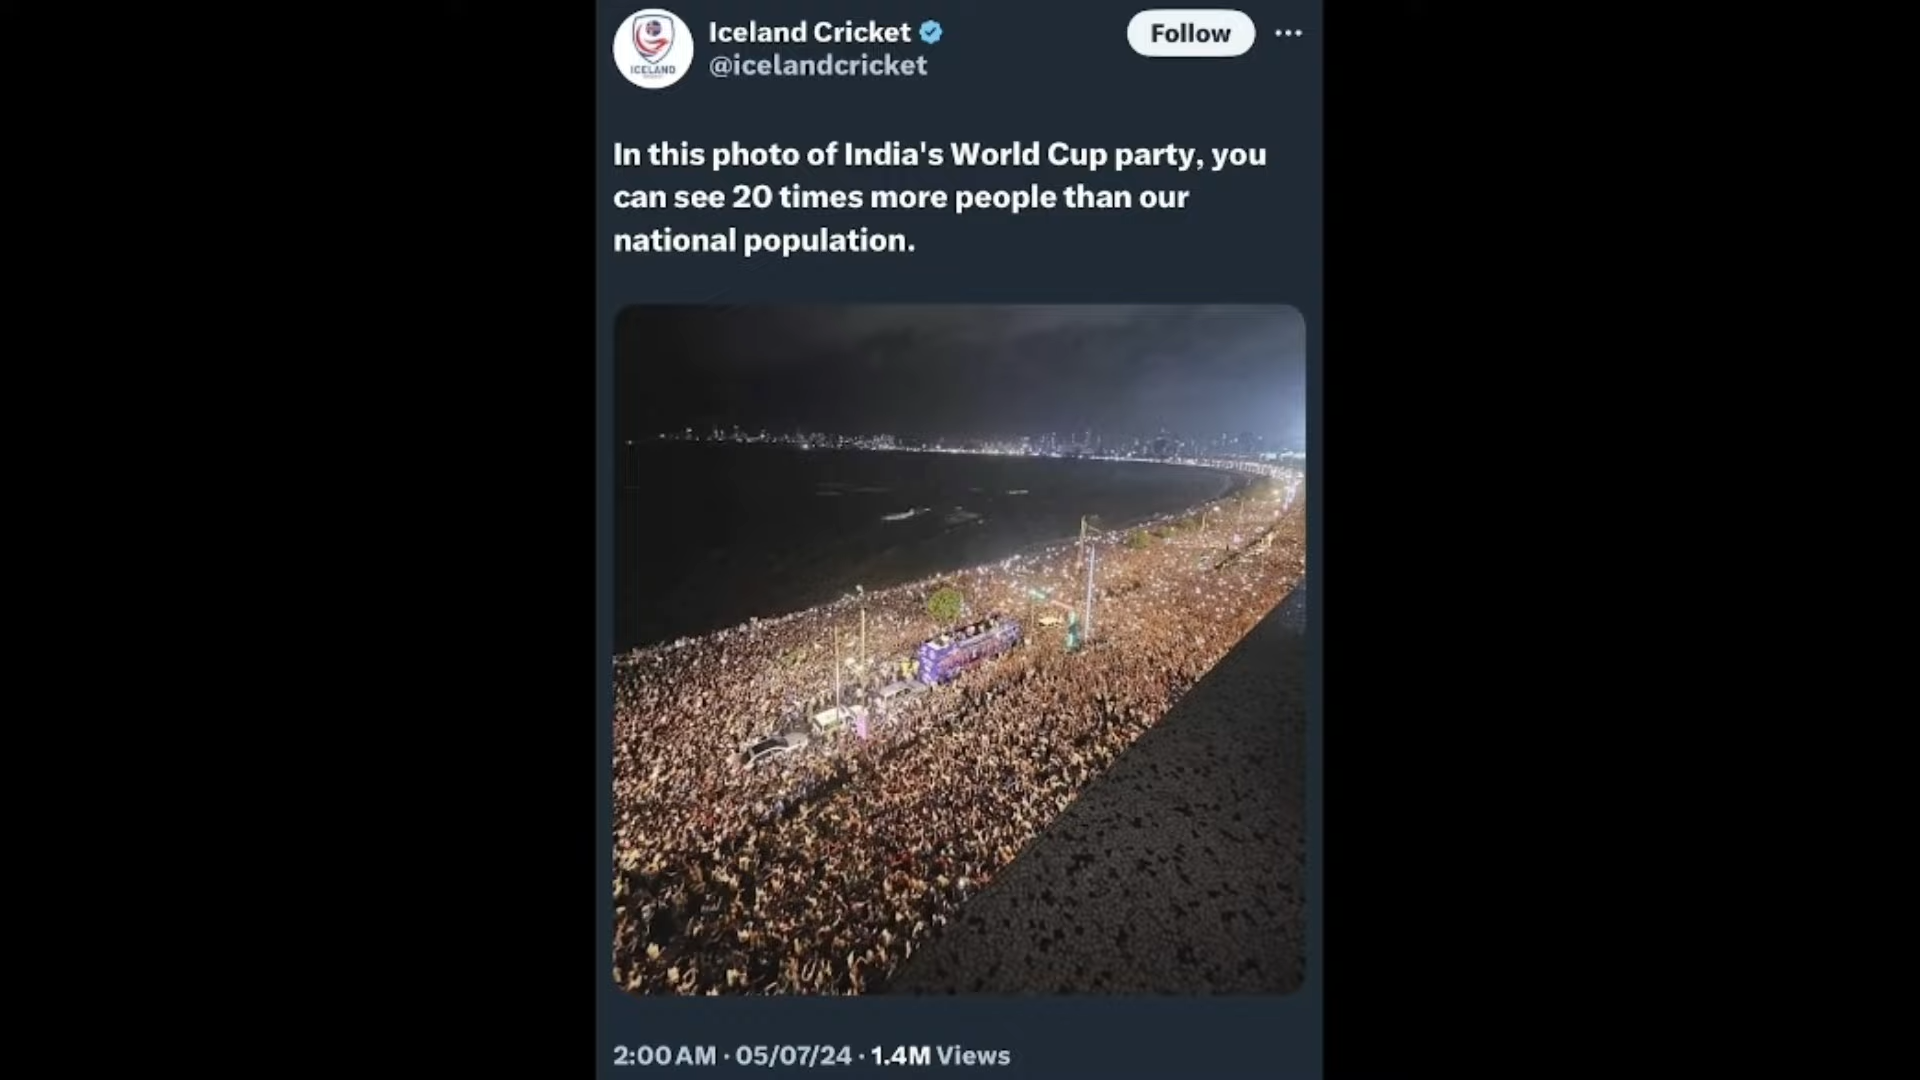 Iceland Cricket
@icelandcricket
Follow
ICELAND
In this photo of India's World Cup party, you
can see 20 times more people than our
national population.
2:00 AM · 05/07/24 · 1.4M Views